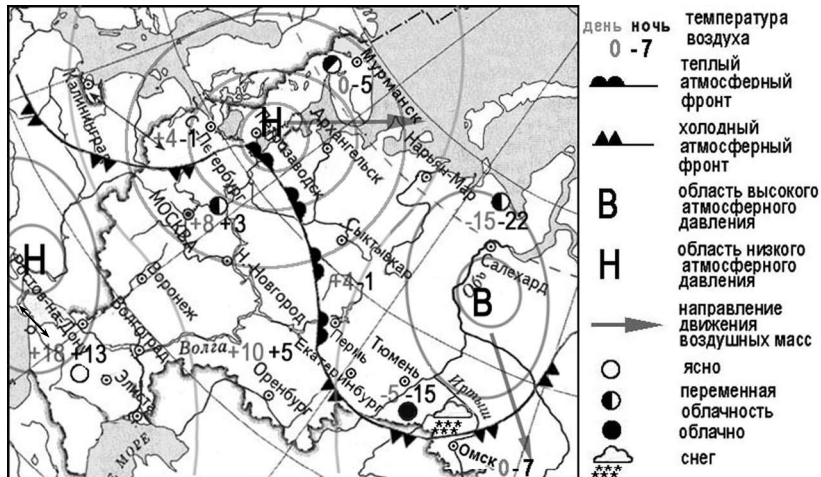 Мурманск
0-5
Калининград
С.Петербург
+4-1
Н
Петрозаводск
Архангельск
Нарьян-Мар
МОСКВА
+8+3
-15-22
Сыктывкар
Салехард
Обь
В
Н
Воронеж
Н. Новгород
+4-1
Ростов-на-Дону
Волгоград
+18+13
Волга
+10+5
Пермь
Екатеринбург
Тюмень
-5-15
Иртыш
Элиста
Оренбург
МОРЕ
Омск
0-7
день ночь
0 -7
температура
воздуха
теплый
атмосферный
фронт
холодный
атмосферный
фронт
В
область высокого
атмосферного
давления
Н
область низкого
атмосферного
давления
направление
движения
воздушных масс
ясно
переменная
облачность
облачно
снег